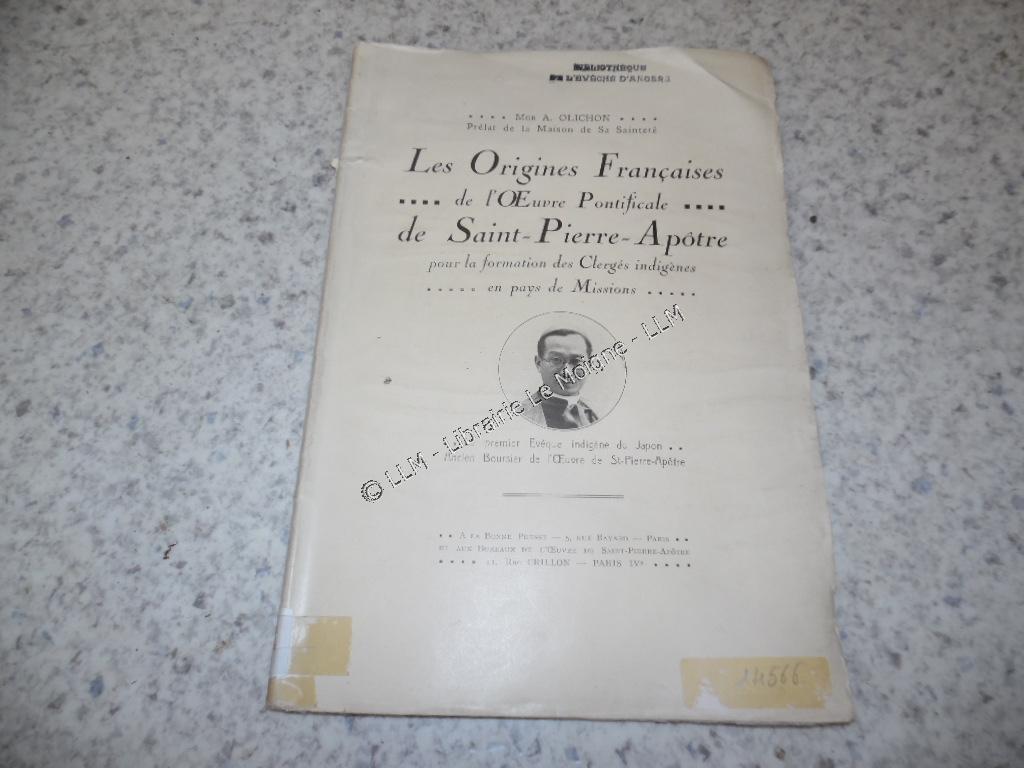 BIBLIOTHÈQUE
DE L'EVÊCHÉ D'ANGERS
Mgr A. OLICHON
Prélat de la Maison de Sa Sainteté
Les Origines Françaises
de l'Œuvre Pontificale
de Saint-Pierre-Apôtre
pour la formation des Clergés indigènes
en pays de Missions
© LLM - Librairie Le Moigne - LLM
premier Evêque indigène du Japon
Ancien Boursier de l'Œuvre de St-Pierre-Apôtre
A LA BONNE PRESSE — 5, RUE BAYARD — PARIS
ET AUX BUREAUX DE L'ŒUVRE DE SAINT-PIERRE-APÔTRE
11, Rue CRILLON — PARIS IVe
14566